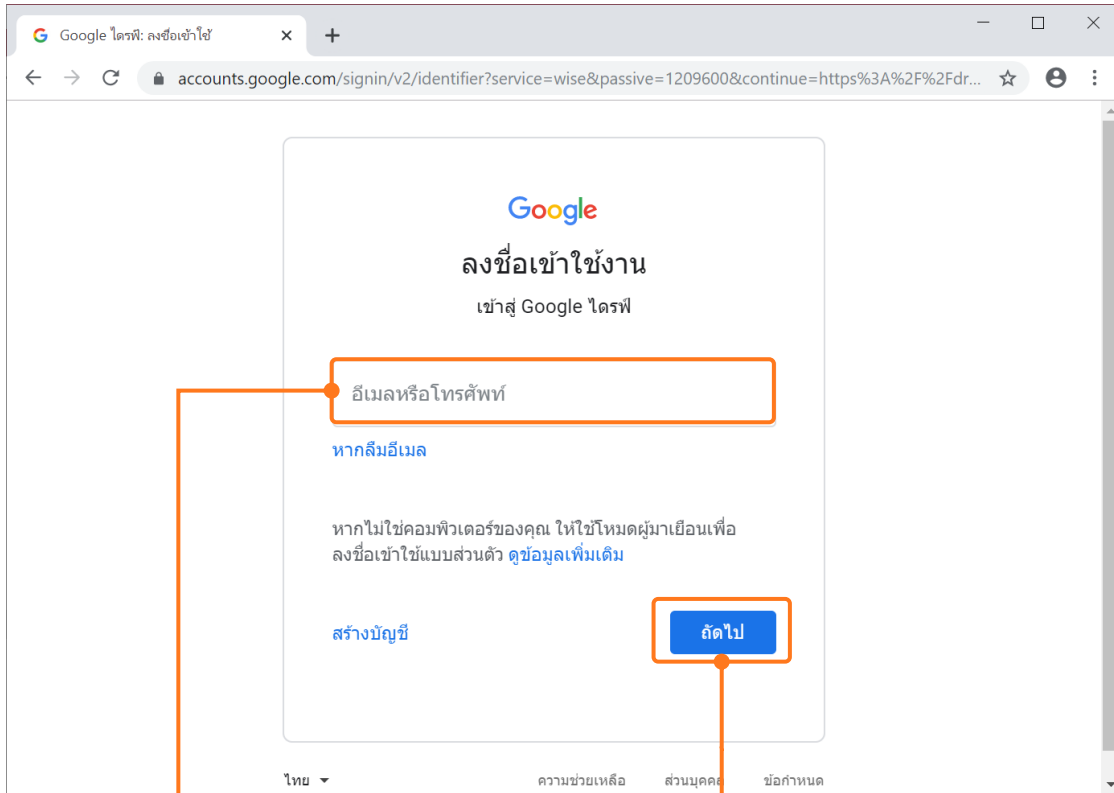 Google ไดรฟ์: ลงชื่อเข้าใช้
accounts.google.com/signin/v2/identifier?service=wise&passive=1209600&continue=https%3A%2F%2Fdr...
Google
ลงชื่อเข้าใช้งาน
เข้าสู่ Google ไดรฟ์
อีเมลหรือโทรศัพท์
หากลืมอีเมล
หากไม่ใช่คอมพิวเตอร์ของคุณ ให้ใช้โหมดผู้มาเยือนเพื่อ
ลงชื่อเข้าใช้แบบส่วนตัว ดูข้อมูลเพิ่มเติม
สร้างบัญชี ถัดไป
ไทย ความช่วยเหลือ ส่วนบุคคล ข้อกำหนด